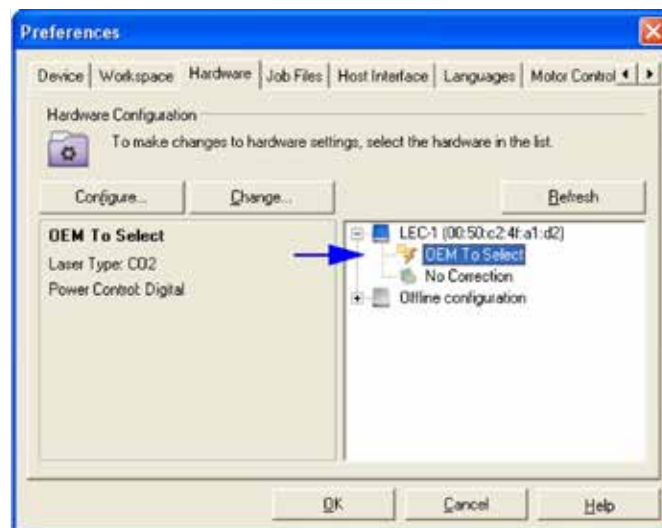 Preferences
Device Workspace Hardware Job Files Host Interface Languages Motor Control
Hardware Configuration
To make changes to hardware settings, select the hardware in the list.
Configure... Change... Refresh
OEM To Select
Laser Type: CO2
Power Control: Digital
LEC-1 (00:50:c2:4f:a1:d2)
OEM To Select
No Correction
Offline configuration
OK Cancel Help